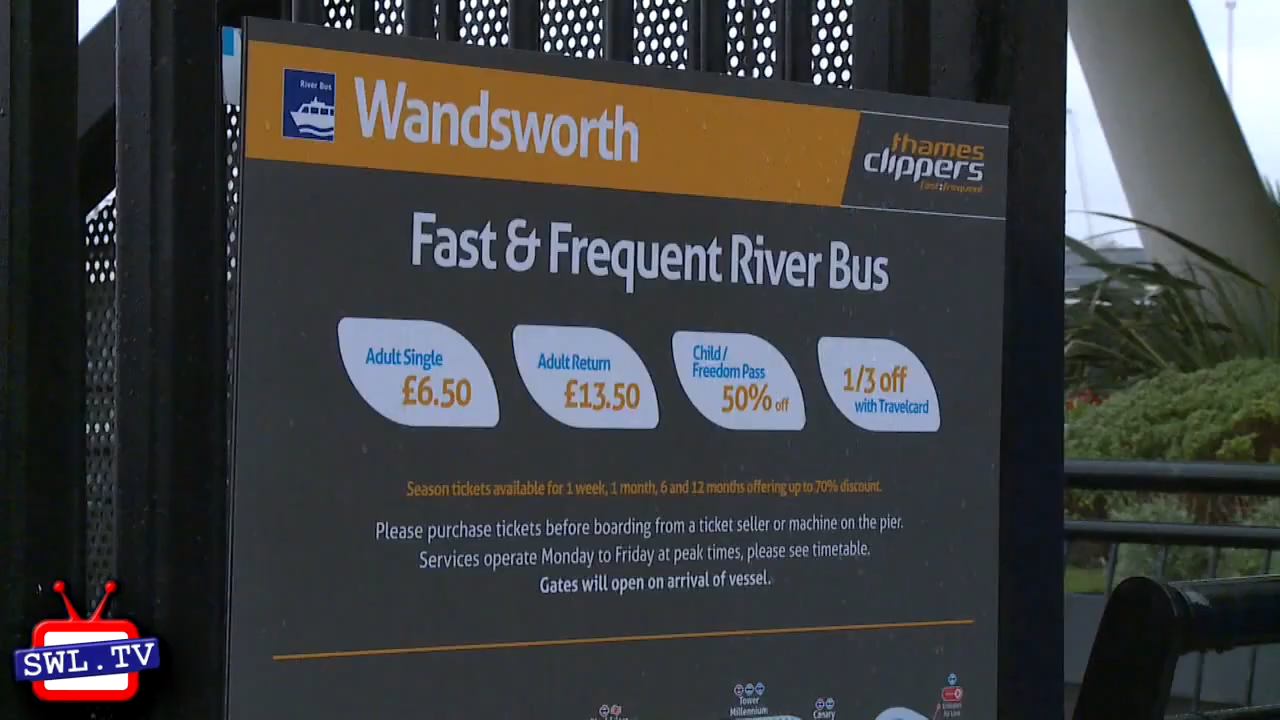 River Bus
Wandsworth
thames
clippers
fast:frequent
Fast & Frequent River Bus
Adult Single
£6.50
Adult Return
£13.50
Child/
Freedom Pass
50% off
1/3 off
with Travelcard
Season tickets available for 1 week, 1 month, 6 and 12 months offering up to 70% discount.
Please purchase tickets before boarding from a ticket seller or machine on the pier.
Services operate Monday to Friday at peak times, please see timetable.
Gates will open on arrival of vessel.
SWL.TV
Tower
Millennium
Canary